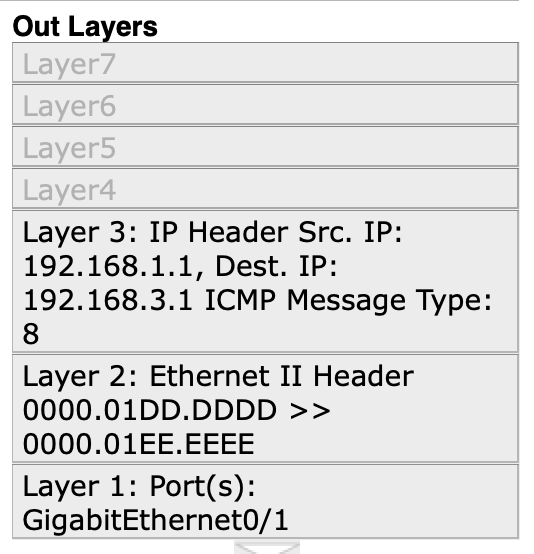 Out Layers
Layer7
Layer6
Layer5
Layer4
Layer 3: IP Header Src. IP:
192.168.1.1, Dest. IP:
192.168.3.1 ICMP Message Type:
8
Layer 2: Ethernet II Header
0000.01DD.DDDD >>
0000.01EE.EEEE
Layer 1: Port(s):
GigabitEthernet0/1